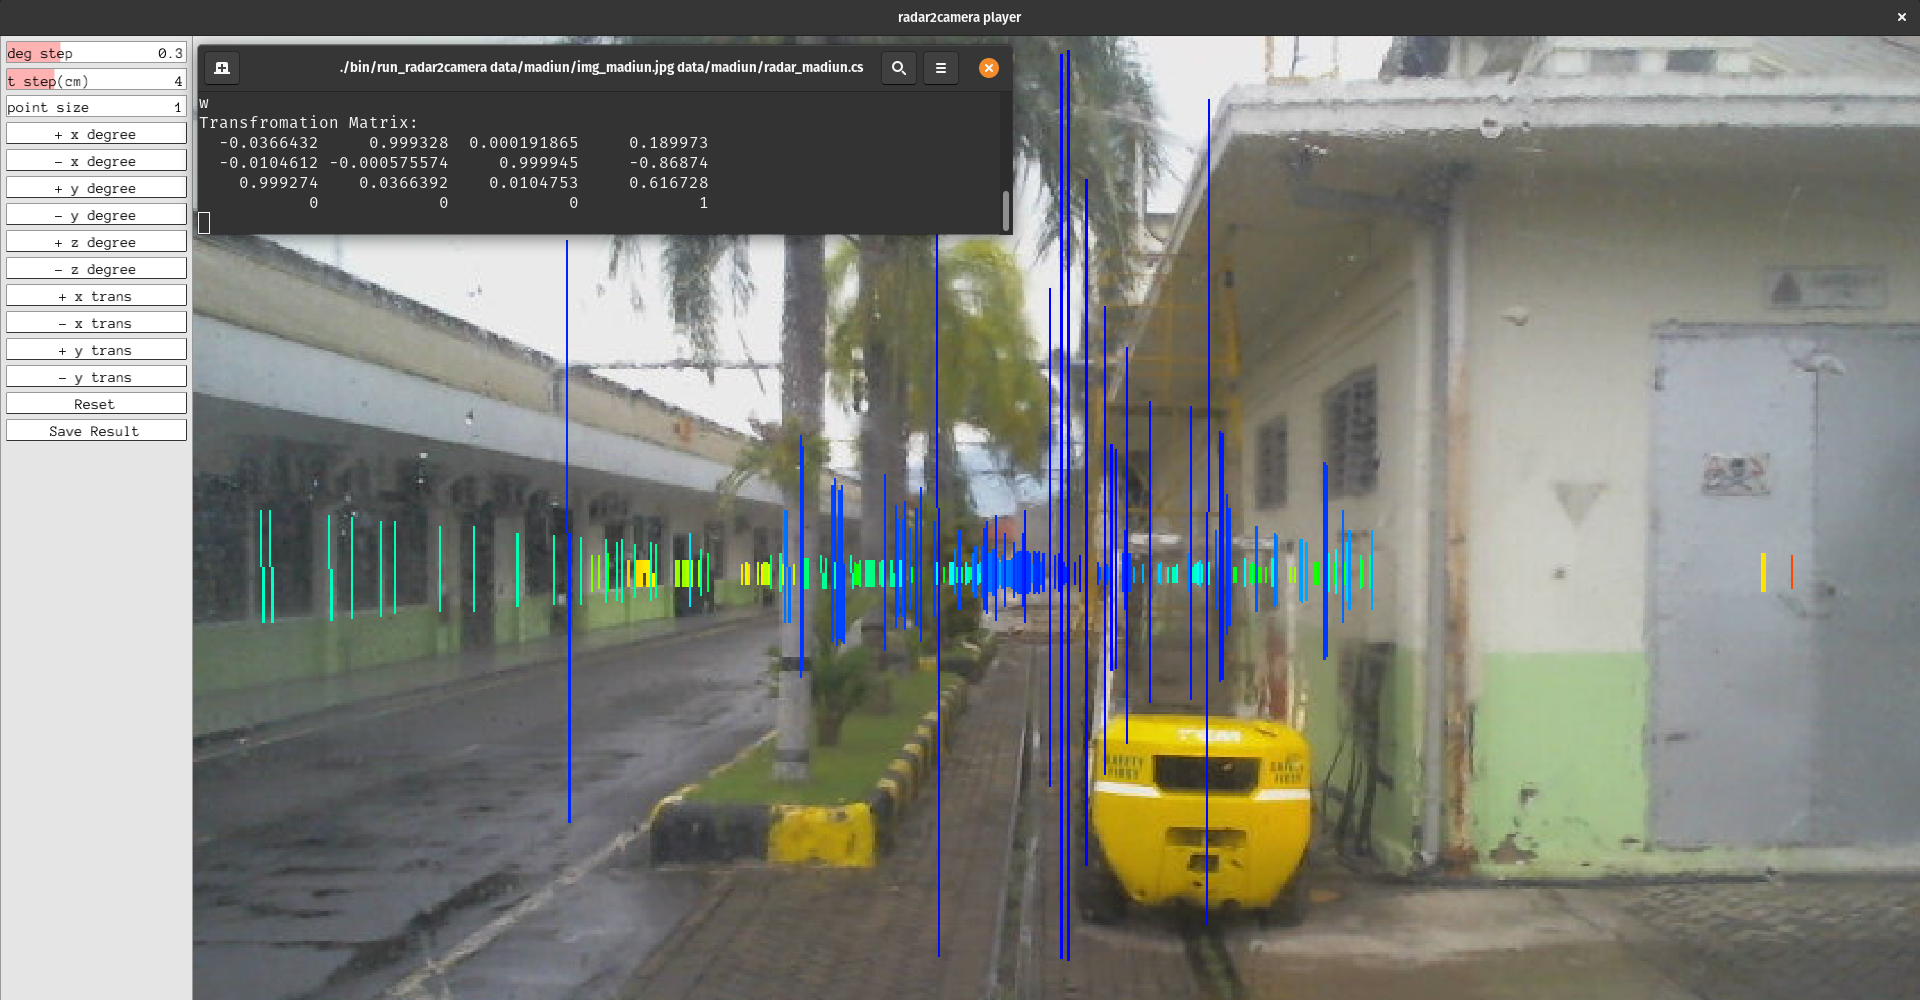 radar2camera player
deg step 0.3
t step(cm) 4
point size 1
+ x degree
- x degree
+ y degree
- y degree
+ z degree
- z degree
+ x trans
- x trans
+ y trans
- y trans
Reset
Save Result
./bin/run_radar2camera data/madiun/img_madiun.jpg data/madiun/radar_madiun.cs
w
Transfromation Matrix:
-0.0366432 0.999328 0.000191865 0.189973
-0.0104612 -0.000575574 0.999945 -0.86874
0.999274 0.0366392 0.0104753 0.616728
0 0 0 1
SAFETY
FIRST